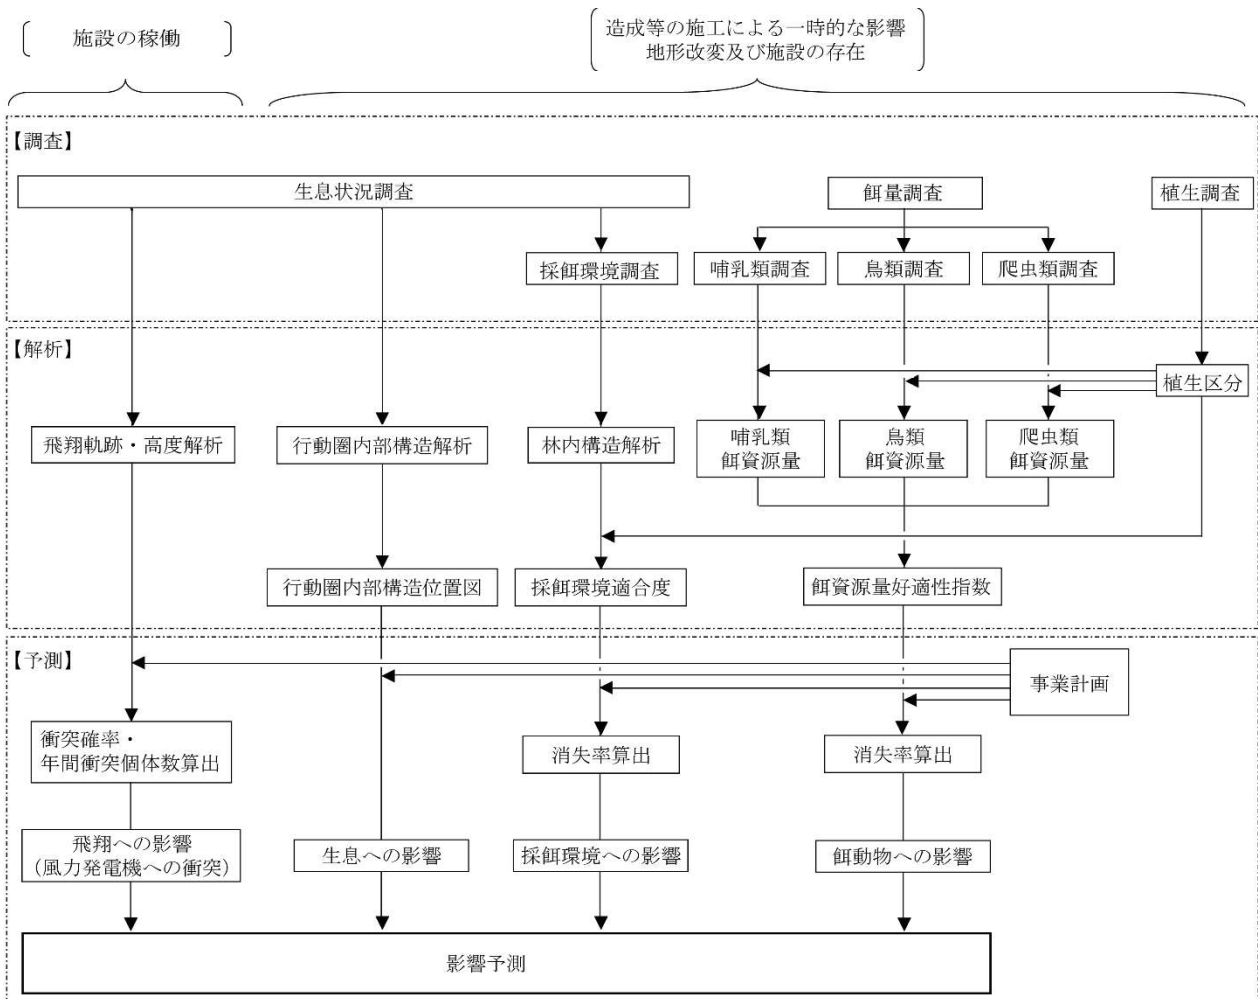 施設の稼働
造成等の施工による一時的な影響
地形改変及び施設の存在
【調査】
生息状況調査
餌量調査
植生調査
採餌環境調査
哺乳類調査
鳥類調査
爬虫類調査
【解析】
植生区分
飛翔軌跡・高度解析
行動圏内部構造解析
林内構造解析
哺乳類
餌資源量
鳥類
餌資源量
爬虫類
餌資源量
行動圏内部構造位置図
採餌環境適合度
餌資源量好適性指数
【予測】
事業計画
衝突確率・
年間衝突個体数算出
消失率算出
消失率算出
飛翔への影響
（風力発電機への衝突）
生息への影響
採餌環境への影響
餌動物への影響
影響予測